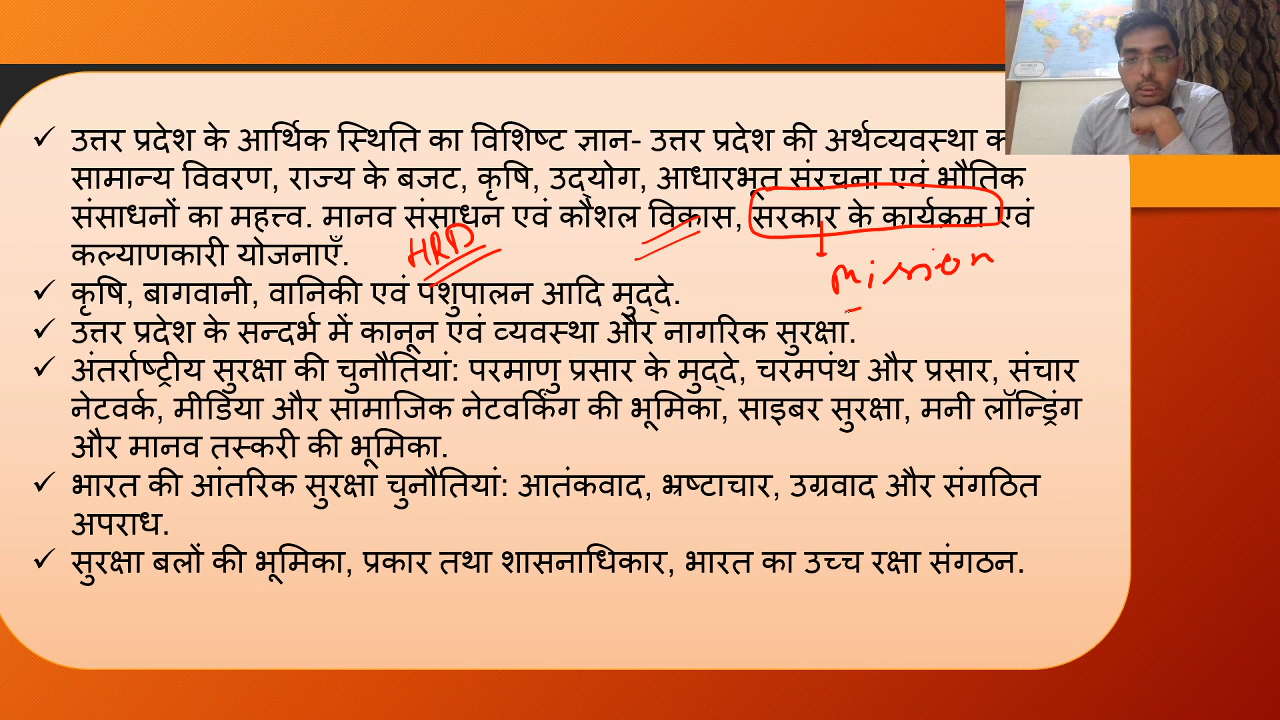 ✓ उत्तर प्रदेश के आर्थिक स्थिति का विशिष्ट ज्ञान- उत्तर प्रदेश की अर्थव्यवस्था
सामान्य विवरण, राज्य के बजट, कृषि, उद्योग, आधारभूत संरचना एवं भौतिक
संसाधनों का महत्त्व. मानव संसाधन एवं कौशल विकास, सरकार के कार्यक्रम एवं
कल्याणकारी योजनाएँ.
HRD
mission
✓ कृषि, बागवानी, वानिकी एवं पशुपालन आदि मुद्दे.
✓ उत्तर प्रदेश के सन्दर्भ में कानून एवं व्यवस्था और नागरिक सुरक्षा.
✓ अंतर्राष्ट्रीय सुरक्षा की चुनौतियां: परमाणु प्रसार के मुद्दे, चरमपंथ और प्रसार, संचार
नेटवर्क, मीडिया और सामाजिक नेटवर्किंग की भूमिका, साइबर सुरक्षा, मनी लॉन्ड्रिंग
और मानव तस्करी की भूमिका.
✓ भारत की आंतरिक सुरक्षा चुनौतियां: आतंकवाद, भ्रष्टाचार, उग्रवाद और संगठित
अपराध.
✓ सुरक्षा बलों की भूमिका, प्रकार तथा शासनाधिकार, भारत का उच्च रक्षा संगठन.